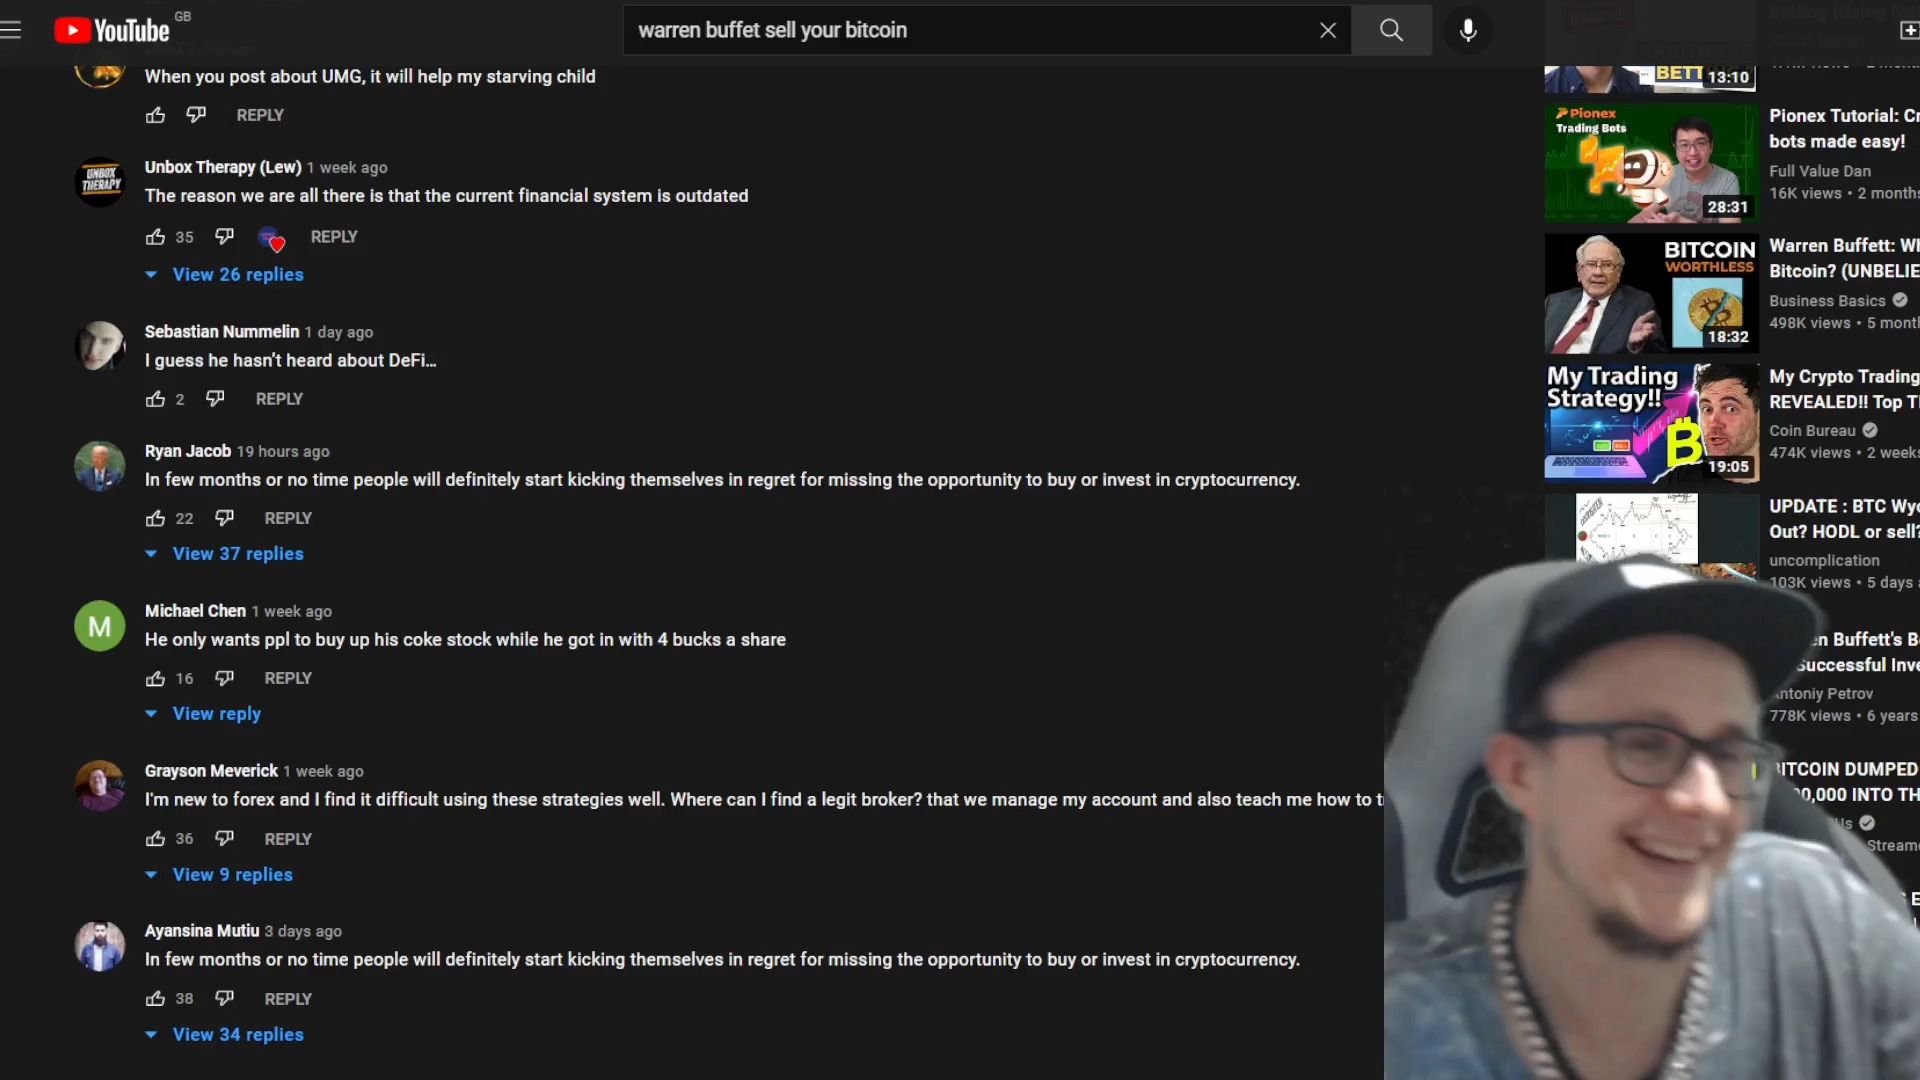 YouTube
GB
warren buffet sell your bitcoin
When you post about UMG, it will help my starving child
REPLY
Unbox Therapy (Lew) 1 week ago
The reason we are all there is that the current financial system is outdated
35 REPLY
View 26 replies
Sebastian Nummelin 1 day ago
I guess he hasn't heard about DeFi...
2 REPLY
Ryan Jacob 19 hours ago
In few months or no time people will definitely start kicking themselves in regret for missing the opportunity to buy or invest in cryptocurrency.
22 REPLY
View 37 replies
M
Michael Chen 1 week ago
He only wants ppl to buy up his coke stock while he got in with 4 bucks a share
16 REPLY
View reply
Grayson Meverick 1 week ago
I'm new to forex and I find it difficult using these strategies well. Where can I find a legit broker? that we manage my account and also teach me how to
36 REPLY
View 9 replies
Ayansina Mutiu 3 days ago
In few months or no time people will definitely start kicking themselves in regret for missing the opportunity to buy or invest in cryptocurrency.
38 REPLY
View 34 replies
UNBOX
THERAPY
13:10
Pionex
Trading Bots
28:31
Pionex Tutorial:
bots made easy!
Full Value Dan
16K views • 2 months
BITCOIN
WORTHLESS
18:32
Warren Buffett:
Bitcoin?
Business Basics
498K views • 5
My Trading
Strategy!!
19:05
My Crypto Trading
REVEALED!! Top
Coin Bureau
474K views • 2 weeks
UPDATE : BTC
Out? HODL or sell?
uncomplication
103K views • 5 days
Buffett's
Successful
Petrov
778K views • 6 years
DUMPED
INTO